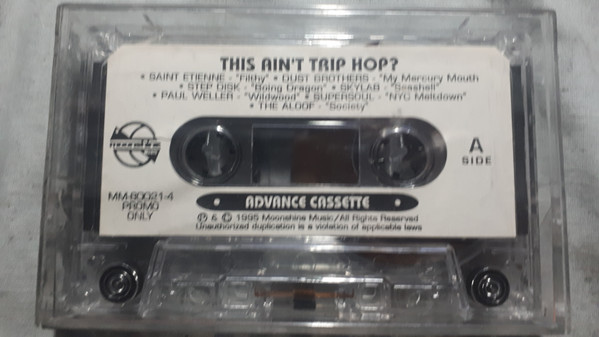 THIS AIN'T TRIP HOP?
• SAINT ETIENNE - "Filthy" • DUST BROTHERS - "My Mercury Mouth
• STEP DISK - "Boing Dragon" • SKYLAB - "Seashell"
• PAUL WELLER - "Wildwood" • SUPERSOUL - "NYC Meltdown"
• THE ALOOF - "Society"
moonshine
A
SIDE
MM-80021-4
PROMO
ONLY
• ADVANCE CASSETTE •
℗ & © 1995 Moonshine Music/All Rights Reserved
Unauthorized duplication is a violation of applicable laws